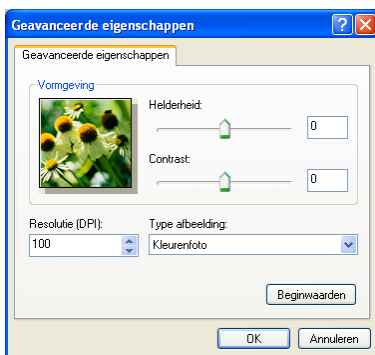 Geavanceerde eigenschappen
Geavanceerde eigenschappen
Vormgeving
Helderheid:
0
Contrast:
0
Resolutie (DPI): Type afbeelding:
100 Kleurenfoto
Beginwaarden
OK Annuleren